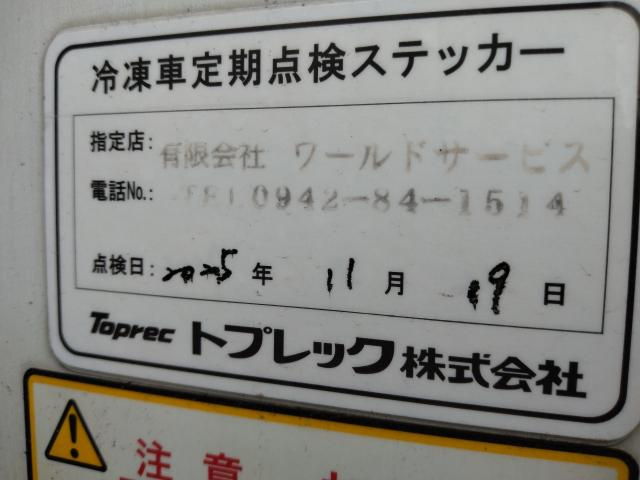 冷凍車定期点検ステッカー
指定店: 有限会社 ワールドサービス
電話No.: TEL 0942-84-1514
点検日: 2025 年 11 月 19 日
Toprec トプレック株式会社
注意